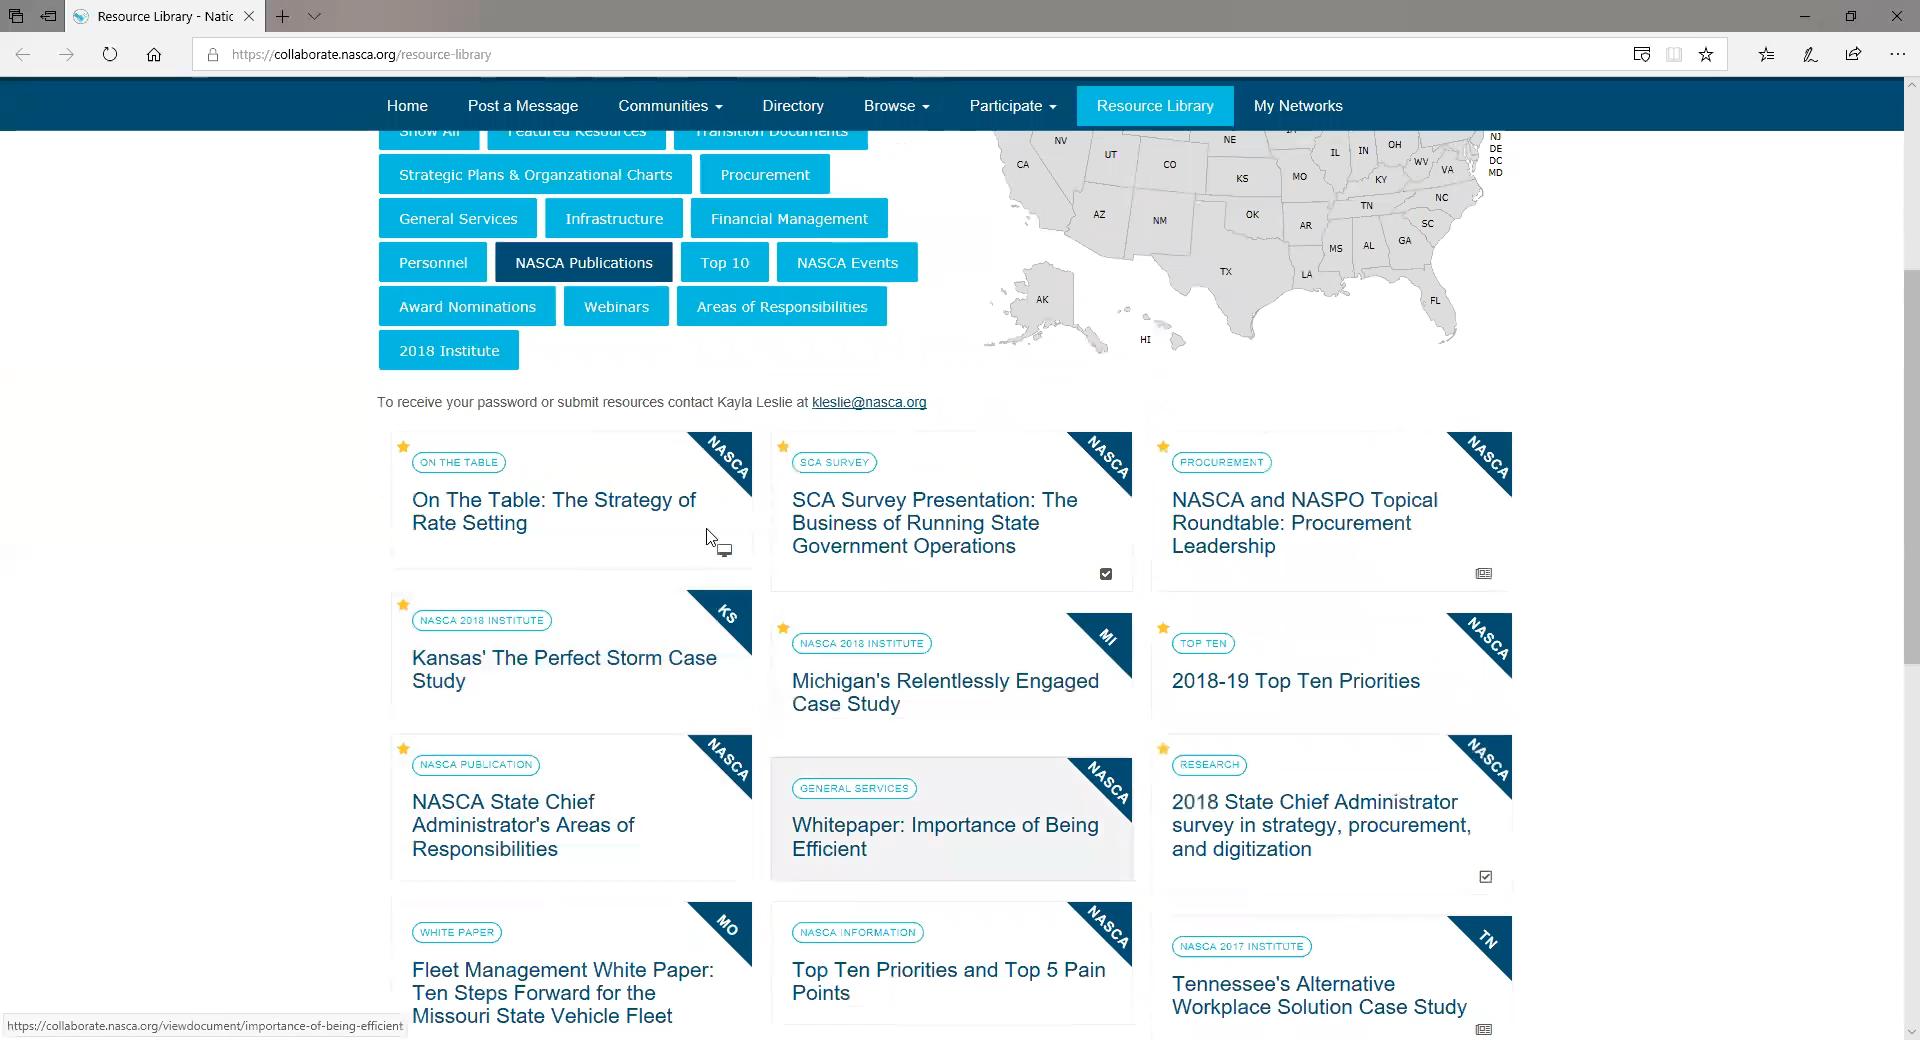 Resource Library - Natic
https://collaborate.nasca.org/resource-library
Home Post a Message Communities Directory Browse Participate Resource Library My Networks
Show All Featured Resources Transition Documents
Strategic Plans & Organzational Charts Procurement
General Services Infrastructure Financial Management
Personnel NASCA Publications Top 10 NASCA Events
Award Nominations Webinars Areas of Responsibilities
2018 Institute
NV UT CO NE IL IN OH WV NJ
DE
DC
MD
CA KS MO KY VA
AZ NM OK AR TN NC
SC
MS AL GA
TX LA
AK FL
HI
To receive your password or submit resources contact Kayla Leslie at kleslie@nasca.org
NASCA
ON THE TABLE
On The Table: The Strategy of
Rate Setting
NASCA
SCA SURVEY
SCA Survey Presentation: The
Business of Running State
Government Operations
NASCA
PROCUREMENT
NASCA and NASPO Topical
Roundtable: Procurement
Leadership
KS
NASCA 2018 INSTITUTE
Kansas' The Perfect Storm Case
Study
MI
NASCA 2018 INSTITUTE
Michigan's Relentlessly Engaged
Case Study
NASCA
TOP TEN
2018-19 Top Ten Priorities
NASCA
NASCA PUBLICATION
NASCA State Chief
Administrator's Areas of
Responsibilities
NASCA
GENERAL SERVICES
Whitepaper: Importance of Being
Efficient
NASCA
RESEARCH
2018 State Chief Administrator
survey in strategy, procurement,
and digitization
MO
WHITE PAPER
Fleet Management White Paper:
Ten Steps Forward for the
Missouri State Vehicle Fleet
NASCA
NASCA INFORMATION
Top Ten Priorities and Top 5 Pain
Points
TN
NASCA 2017 INSTITUTE
Tennessee's Alternative
Workplace Solution Case Study
https://collaborate.nasca.org/viewdocument/importance-of-being-efficient